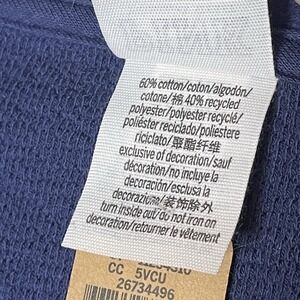 60% cotton/coton/algodón/
cotone/棉 40% recycled
polyester/polyester recyclé/
poliéster reciclado/poliestere
riciclato/聚酯纤维
exclusive of decoration/sauf
décoration/no incluye la
decoración/esclusa la
decorazione/装饰除外
turn inside out/do not iron on
decoration/retourner le vêtement
CC 5VCU
26734496